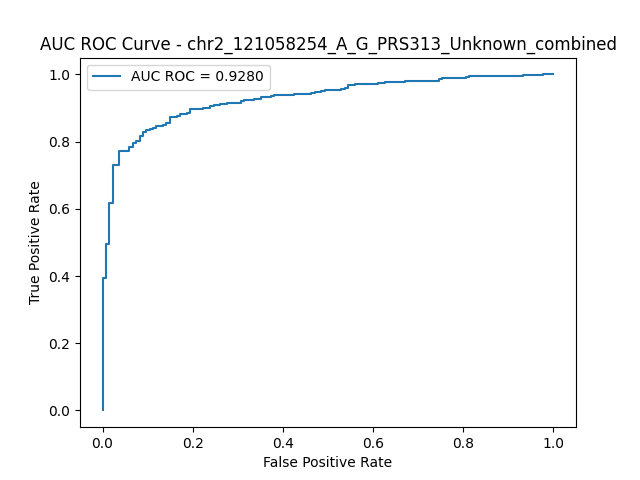 AUC ROC Curve - chr2_121058254_A_G_PRS313_Unknown_combined
AUC ROC = 0.9280
1.0
0.8
0.6
0.4
0.2
0.0
True Positive Rate
0.0 0.2 0.4 0.6 0.8 1.0
False Positive Rate